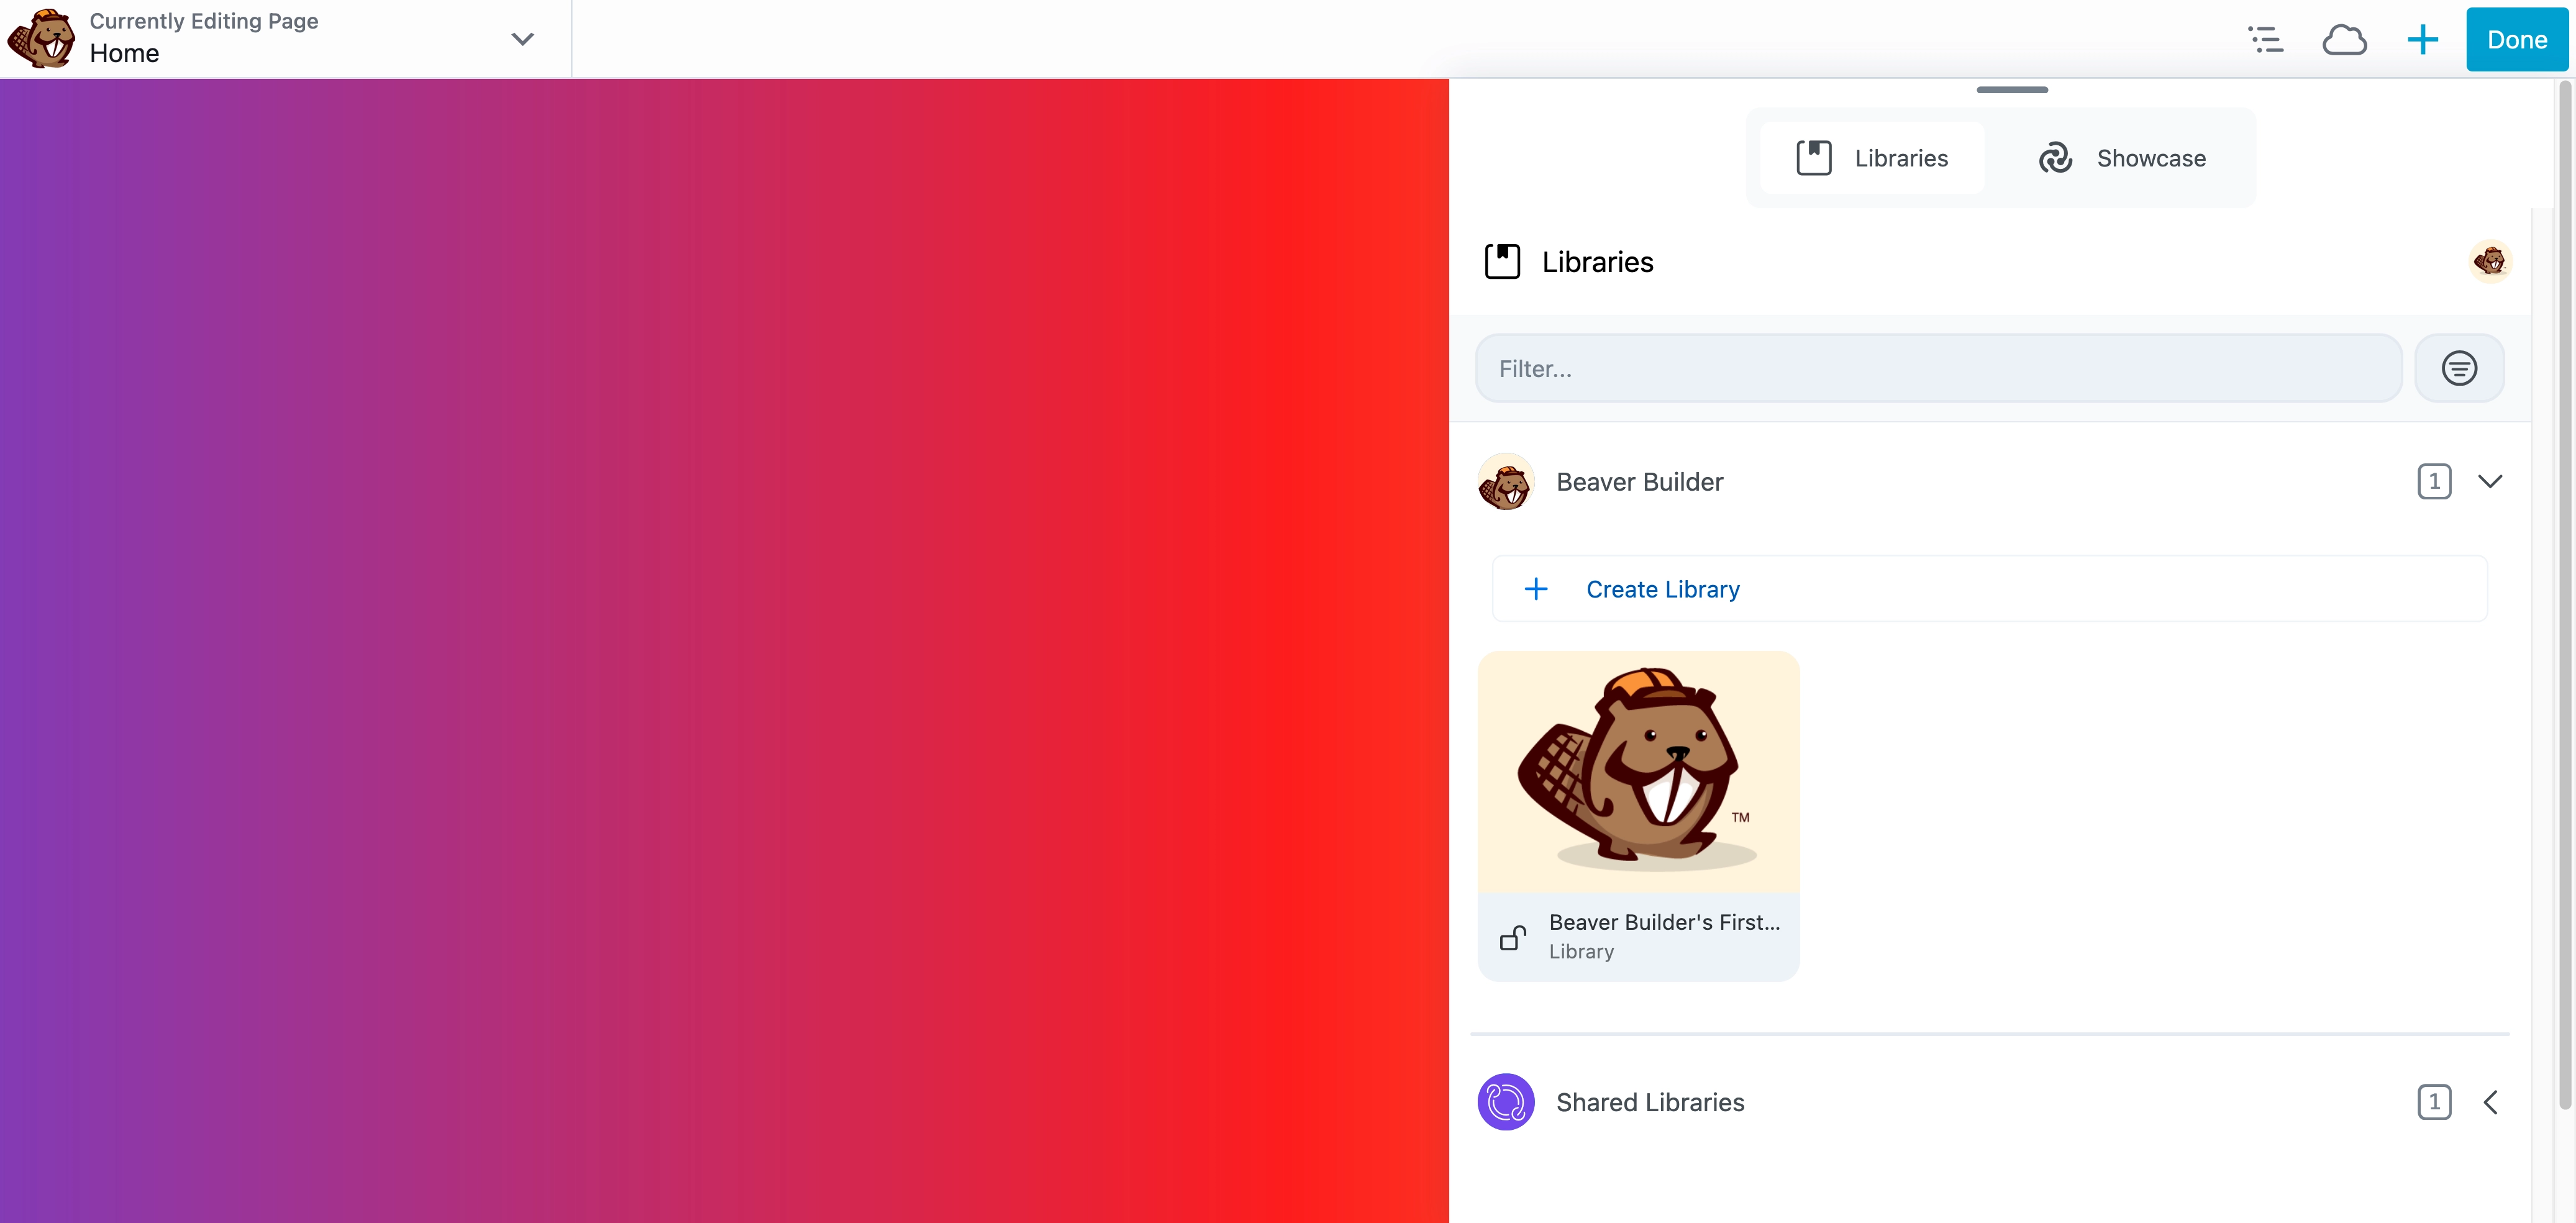 Currently Editing Page
Home
Done
Libraries
Showcase
Libraries
Filter...
Beaver Builder
1
Create Library
TM
Beaver Builder's First...
Library
Shared Libraries
1